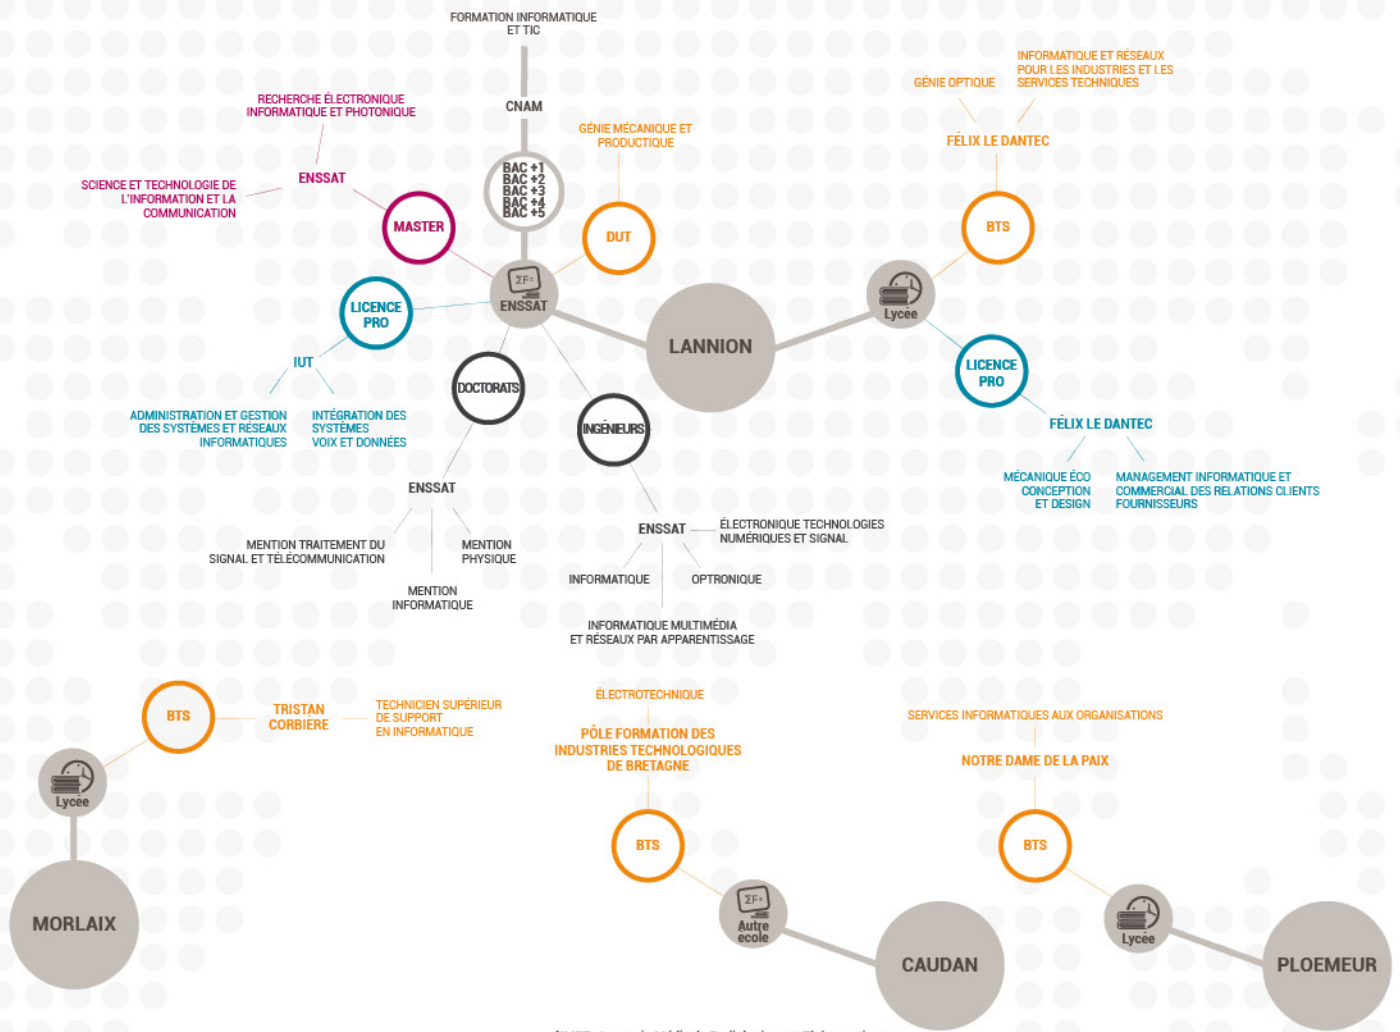 FORMATION INFORMATIQUE
ET TIC
CNAM
BAC +1
BAC +2
BAC +3
BAC +4
BAC +5
RECHERCHE ÉLECTRONIQUE
INFORMATIQUE ET PHOTONIQUE
ENSSAT
SCIENCE ET TECHNOLOGIE DE
L'INFORMATION ET LA
COMMUNICATION
MASTER
GÉNIE MÉCANIQUE ET
PRODUCTIQUE
DUT
ΣF=
ENSSAT
LICENCE
PRO
IUT
ADMINISTRATION ET GESTION
DES SYSTÈMES ET RÉSEAUX
INFORMATIQUES
INTÉGRATION DES
SYSTÈMES
VOIX ET DONNÉES
DOCTORATS
ENSSAT
MENTION TRAITEMENT DU
SIGNAL ET TÉLÉCOMMUNICATION
MENTION
INFORMATIQUE
MENTION
PHYSIQUE
INGÉNIEURS
ENSSAT
ÉLECTRONIQUE TECHNOLOGIES
NUMÉRIQUES ET SIGNAL
INFORMATIQUE
OPTRONIQUE
INFORMATIQUE MULTIMÉDIA
ET RÉSEAUX PAR APPARENTISSAGE
LANNION
GÉNIE OPTIQUE
INFORMATIQUE ET RÉSEAUX
POUR LES INDUSTRIES ET LES
SERVICES TECHNIQUES
FÉLIX LE DANTEC
BTS
Lycée
LICENCE
PRO
FÉLIX LE DANTEC
MÉCANIQUE ÉCO
CONCEPTION
ET DESIGN
MANAGEMENT INFORMATIQUE ET
COMMERCIAL DES RELATIONS CLIENTS
FOURNISSEURS
BTS
TRISTAN
CORBIÈRE
TECHNICIEN SUPÉRIEUR
DE SUPPORT
EN INFORMATIQUE
Lycée
MORLAIX
ÉLECTROTECHNIQUE
PÔLE FORMATION DES
INDUSTRIES TECHNOLOGIQUES
DE BRETAGNE
BTS
ΣF=
Autre
école
CAUDAN
SERVICES INFORMATIQUES AUX ORGANISATIONS
NOTRE DAME DE LA PAIX
BTS
Lycée
PLOEMEUR